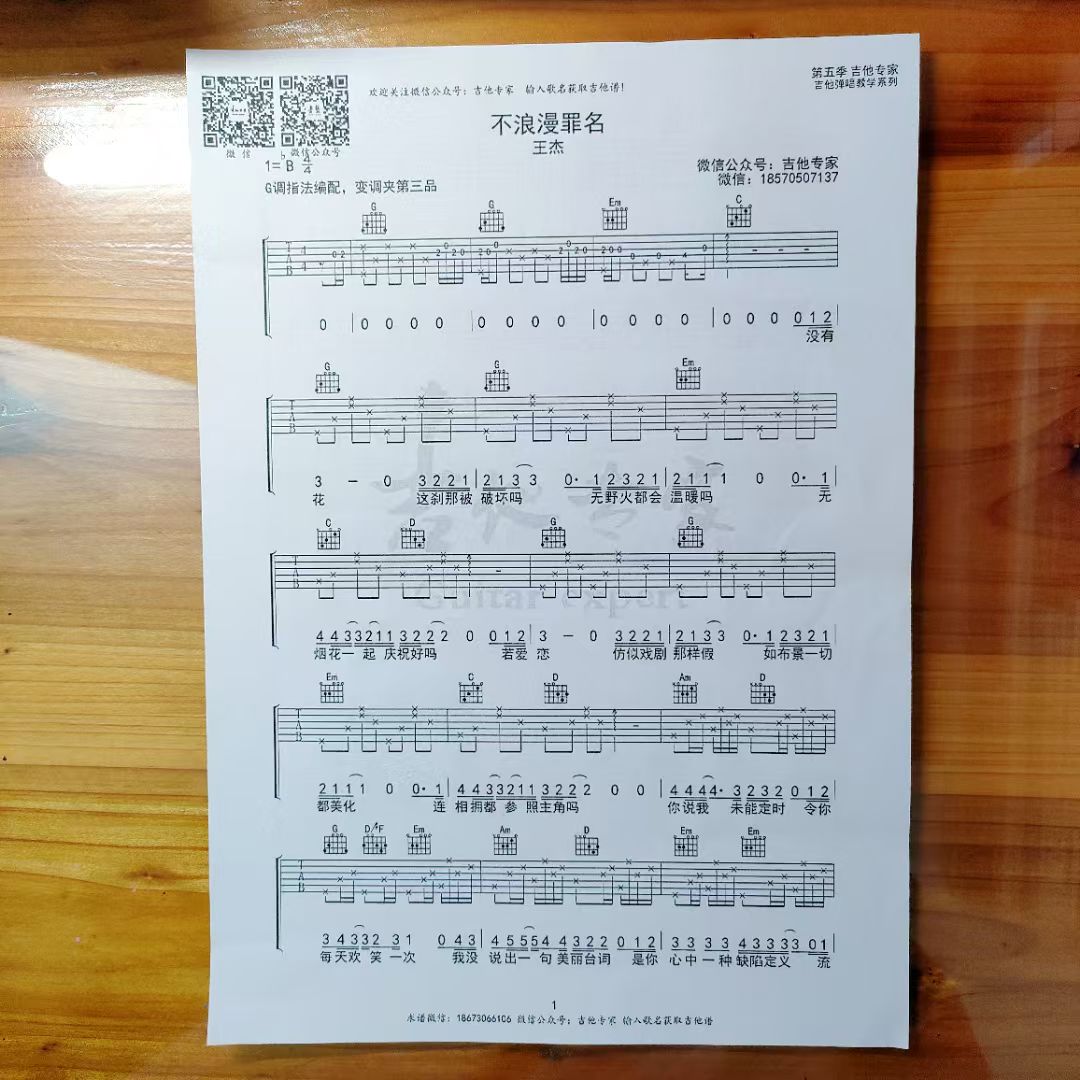 欢迎关注微信公众号：吉他专家 输入歌名获取吉他谱！
第五季 吉他专家
吉他弹唱教学系列
微 信 微信公众号
不浪漫罪名
王杰
1=♭B 4/4
微信公众号：吉他专家
微信：18570507137
G调指法编配，变调夹第三品
G G Em C
T A B 4 4
0 | 0 0 0 0 | 0 0 0 0 | 0 0 0 0 | 0 0 0 0 1 2
没有
G G Em
T A B
3 － 0 3 2 2 1 | 2 1 3 3 0· 1 2 3 2 1 | 2 1 1 1 0 0· 1
花 这刹那被 破坏吗 无野火都会 温暖吗 无
C D G G
4 4 3 3 2 1 1 3 2 2 2 0 0 1 2 | 3 － 0 3 2 2 1 | 2 1 3 3 0· 1 2 3 2 1
烟花一 起 庆祝好吗 若爱 恋 仿似戏剧 那样假 如布景一切
Guitar expert
Em C D Am D
T A B
2 1 1 1 1 0 0· 1 | 4 4 3 3 2 1 1 3 2 2 2 2 0 0 | 4 4 4 4· 3 2 3 2 0 1 2
都美化 连 相拥都 参 照主角吗 你说我 未能定时 令你
G D/#F Em Am D Em Em
T A B
3 4 3 3 2 3 1 0 4 3 | 4 5 5 5 4 4 3 2 2 0 1 2 | 3 3 3 3 4 3 3 3 3 3 0 1
每天欢 笑 一次 我没 说出一 句 美丽台词 是你 心中一种缺陷定义 流
1
求谱微信：18673066106 微信公众号：吉他专家 输入歌名获取吉他谱